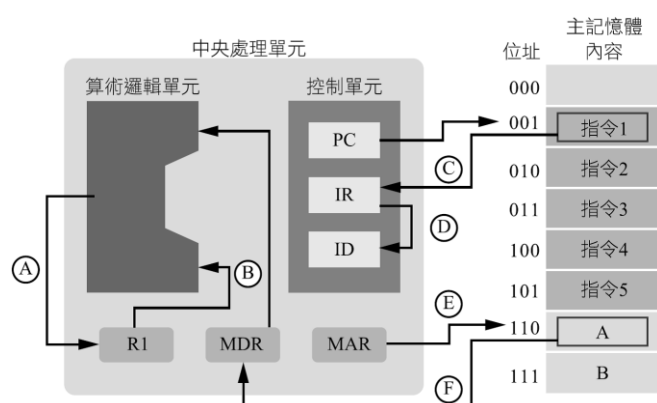 中央處理單元
算術邏輯單元
控制單元
位址
主記憶體
內容
PC
IR
ID
R1
MDR
MAR
A
B
C
D
E
F
000
001 指令1
010 指令2
011 指令3
100 指令4
101 指令5
110 A
111 B